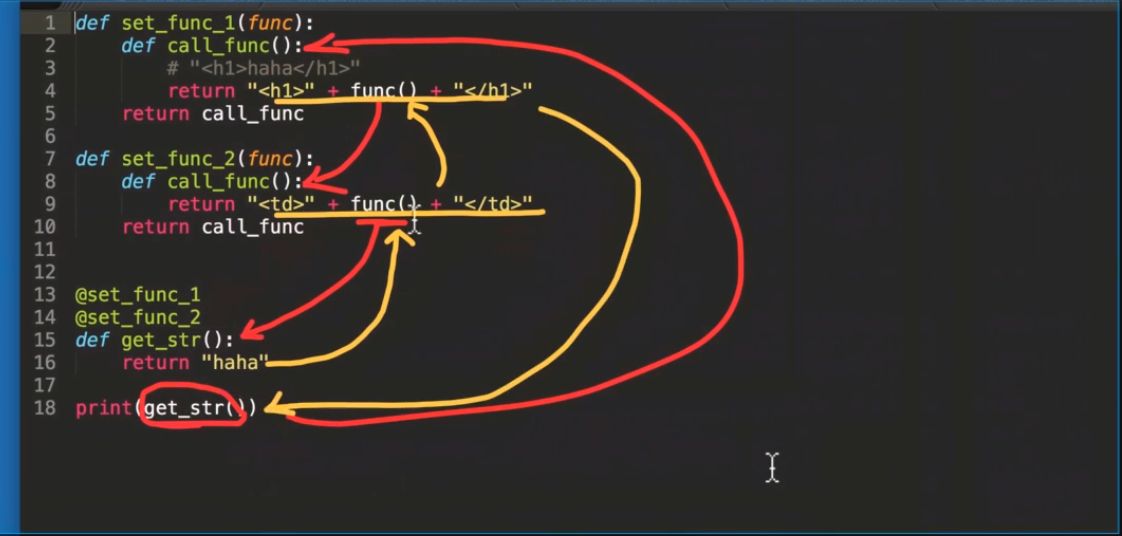 1 def set_func_1(func):
2 def call_func():
3 # "<h1>haha</h1>"
4 return "<h1>" + func() + "</h1>"
5 return call_func
6
7 def set_func_2(func):
8 def call_func():
9 return "<td>" + func() + "</td>"
10 return call_func
11
12
13 @set_func_1
14 @set_func_2
15 def get_str():
16 return "haha"
17
18 print(get_str())